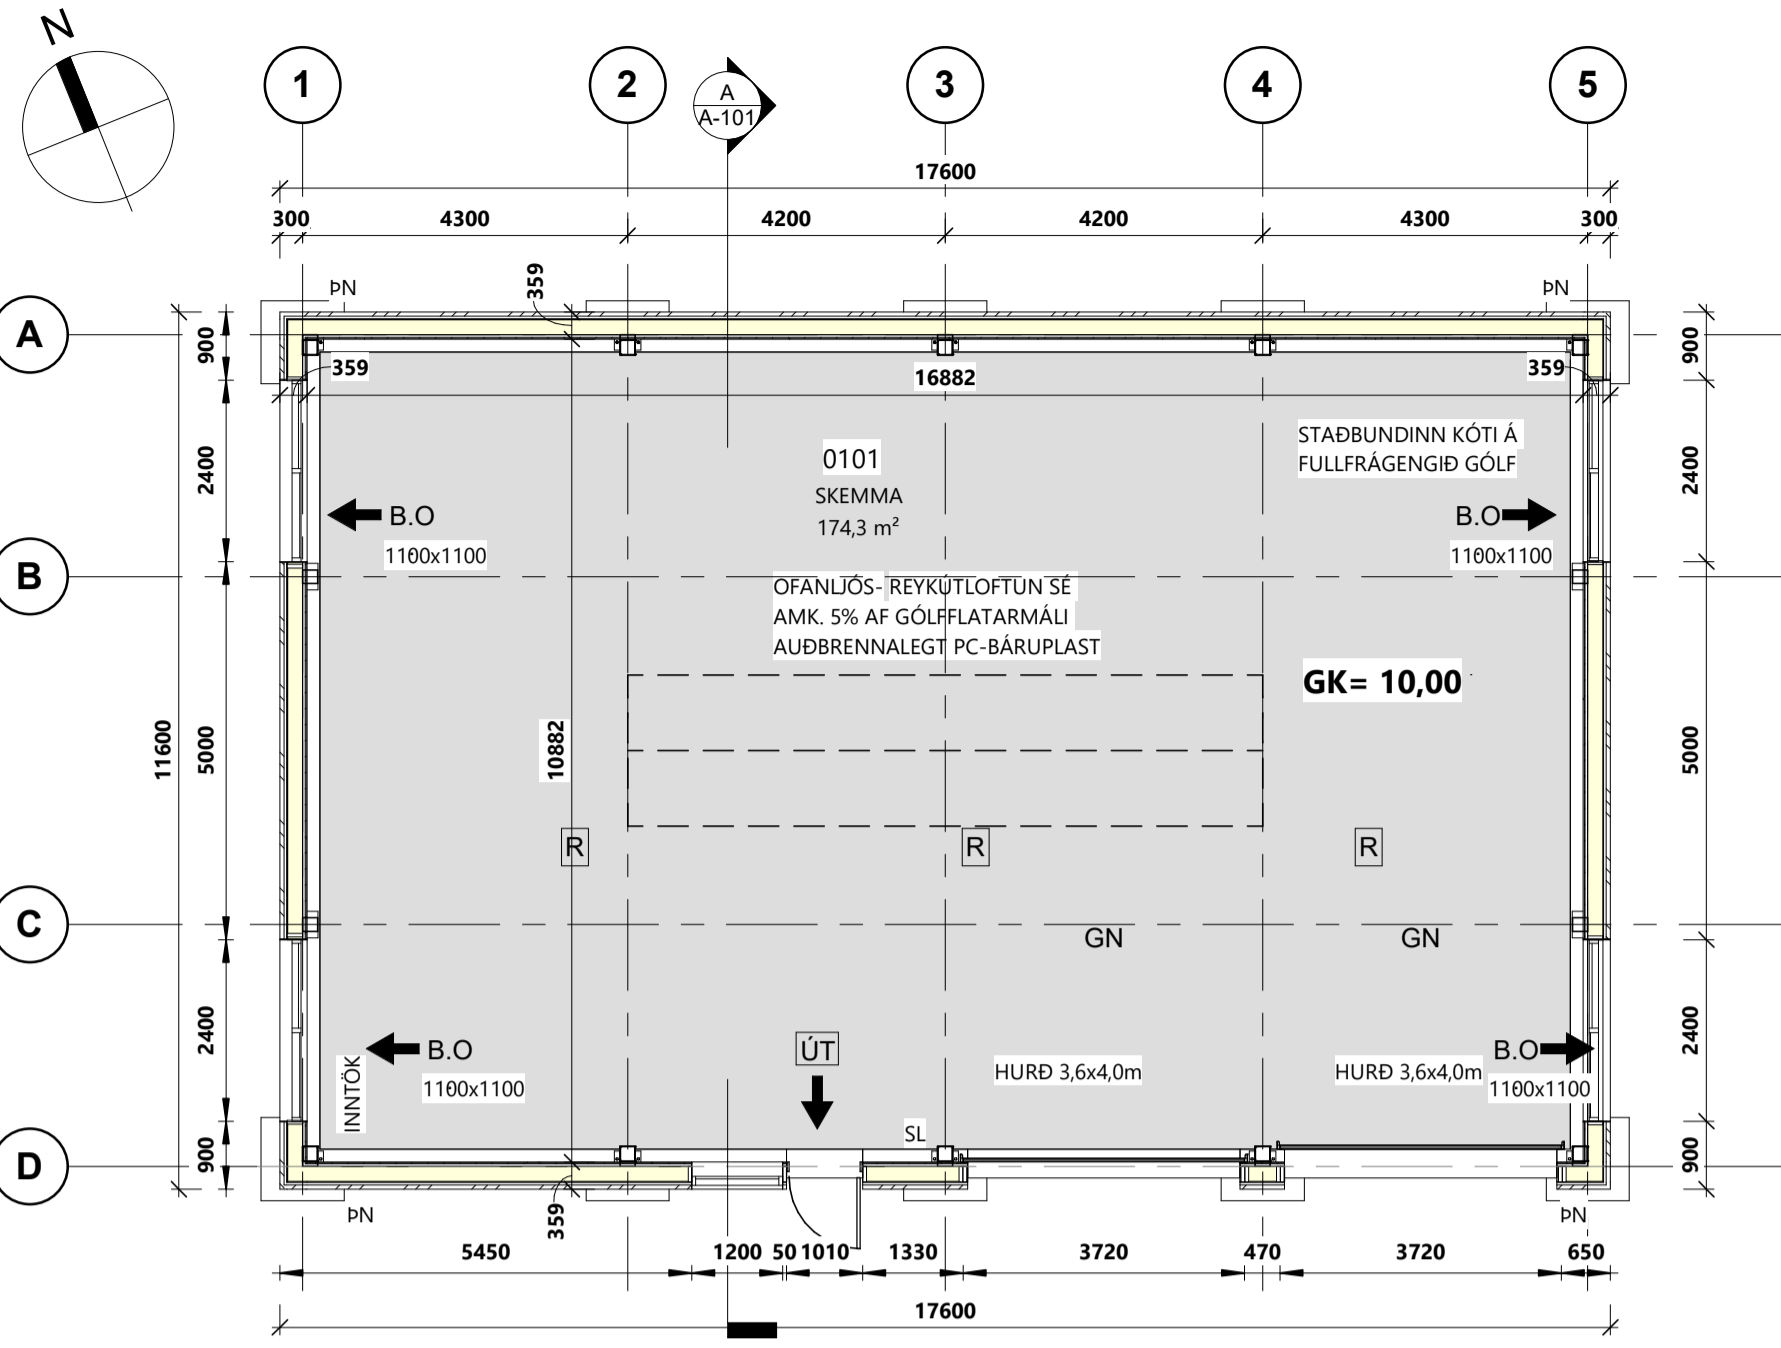 N
1
2
3
4
5
A
A-101
17600
300
4300
4200
4200
4300
300
ÞN
359
ÞN
A
900
900
359
16882
359
2400
2400
0101
SKEMMA
174,3 m²
STAÐBUNDINN KÓTI Á
FULLFRÁGENGIÐ GÓLF
B.O
1100x1100
B.O
1100x1100
B
OFANLJÓS- REYKÚTLOFTUN SÉ
AMK. 5% AF GÓLFFLATARMÁLI
AUÐBRENNALEGT PC-BÁRUPLAST
GK= 10,00
11600
5000
10882
5000
R
R
R
C
GN
GN
2400
2400
INNTÖK
B.O
1100x1100
ÚT
HURÐ 3,6x4,0m
HURÐ 3,6x4,0m
B.O
1100x1100
SL
D
900
900
ÞN
359
ÞN
5450
1200
50
1010
1330
3720
470
3720
650
17600